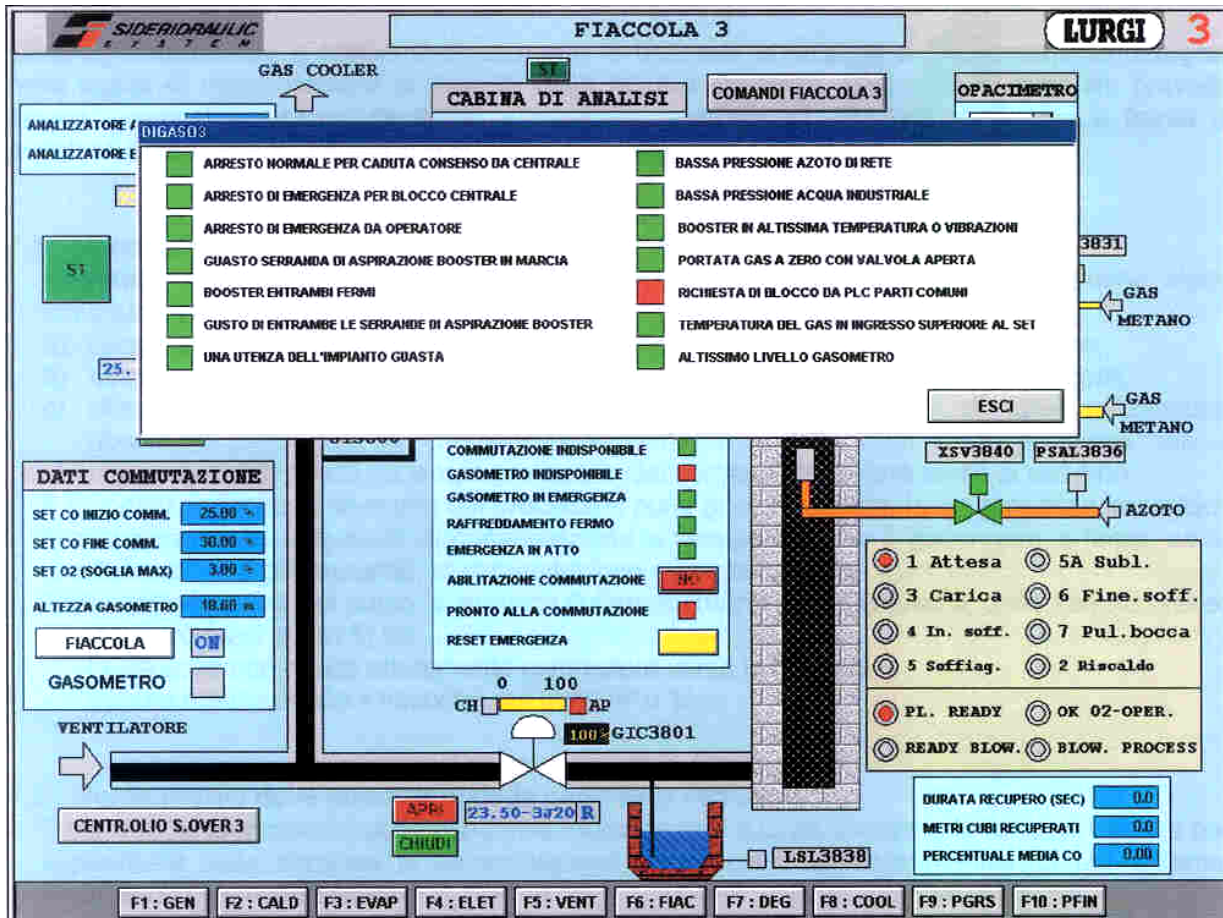 SIDERIDRAULIC
SYSTEM
FIACCOLA 3
LURGI
3
GAS COOLER
ST
CABINA DI ANALISI
COMANDI FIACCOLA 3
OPACIMETRO
ANALIZZATORE A
ANALIZZATORE B
DIGASO3
ARRESTO NORMALE PER CADUTA CONSENSO DA CENTRALE
ARRESTO DI EMERGENZA PER BLOCCO CENTRALE
ARRESTO DI EMERGENZA DA OPERATORE
GUASTO SERRANDA DI ASPIRAZIONE BOOSTER IN MARCIA
BOOSTER ENTRAMBI FERMI
GUSTO DI ENTRAMBE LE SERRANDE DI ASPIRAZIONE BOOSTER
UNA UTENZA DELL'IMPIANTO GUASTA
BASSA PRESSIONE AZOTO DI RETE
BASSA PRESSIONE ACQUA INDUSTRIALE
BOOSTER IN ALTISSIMA TEMPERATURA O VIBRAZIONI
PORTATA GAS A ZERO CON VALVOLA APERTA
RICHIESTA DI BLOCCO DA PLC PARTI COMUNI
TEMPERATURA DEL GAS IN INGRESSO SUPERIORE AL SET
ALTISSIMO LIVELLO GASOMETRO
ESCI
ST
25.
3831
GAS
METANO
GAS
METANO
XSV3840
PSAL3836
AZOTO
DATI COMMUTAZIONE
SET CO INIZIO COMM. 25.00 %
SET CO FINE COMM. 30.00 %
SET O2 (SOGLIA MAX) 3.00 %
ALTEZZA GASOMETRO 18.60 m
FIACCOLA ON
GASOMETRO
COMMUTAZIONE INDISPONIBILE
GASOMETRO INDISPONIBILE
GASOMETRO IN EMERGENZA
RAFFREDDAMENTO FERMO
EMERGENZA IN ATTO
ABILITAZIONE COMMUTAZIONE NO
PRONTO ALLA COMMUTAZIONE
RESET EMERGENZA
1 Attesa
5A Subl.
3 Carica
6 Fine.soff.
4 In. soff.
7 Pul.bocca
5 Soffiag.
2 Riscaldo
PL. READY
OK O2-OPER.
READY BLOW.
BLOW. PROCESS
0 100
CH AP
100% GIC3801
VENTILATORE
CENTR.OLIO S.OVER 3
APRI
CHIUDI
23.50-3#20 R
LSL3838
DURATA RECUPERO (SEC) 0.0
METRI CUBI RECUPERATI 0.0
PERCENTUALE MEDIA CO 0.00
F1 : GEN
F2 : CALD
F3 : EVAP
F4 : ELET
F5 : VENT
F6 : FIAC
F7 : DEG
F8 : COOL
F9 : PGRS
F10 : PFIN